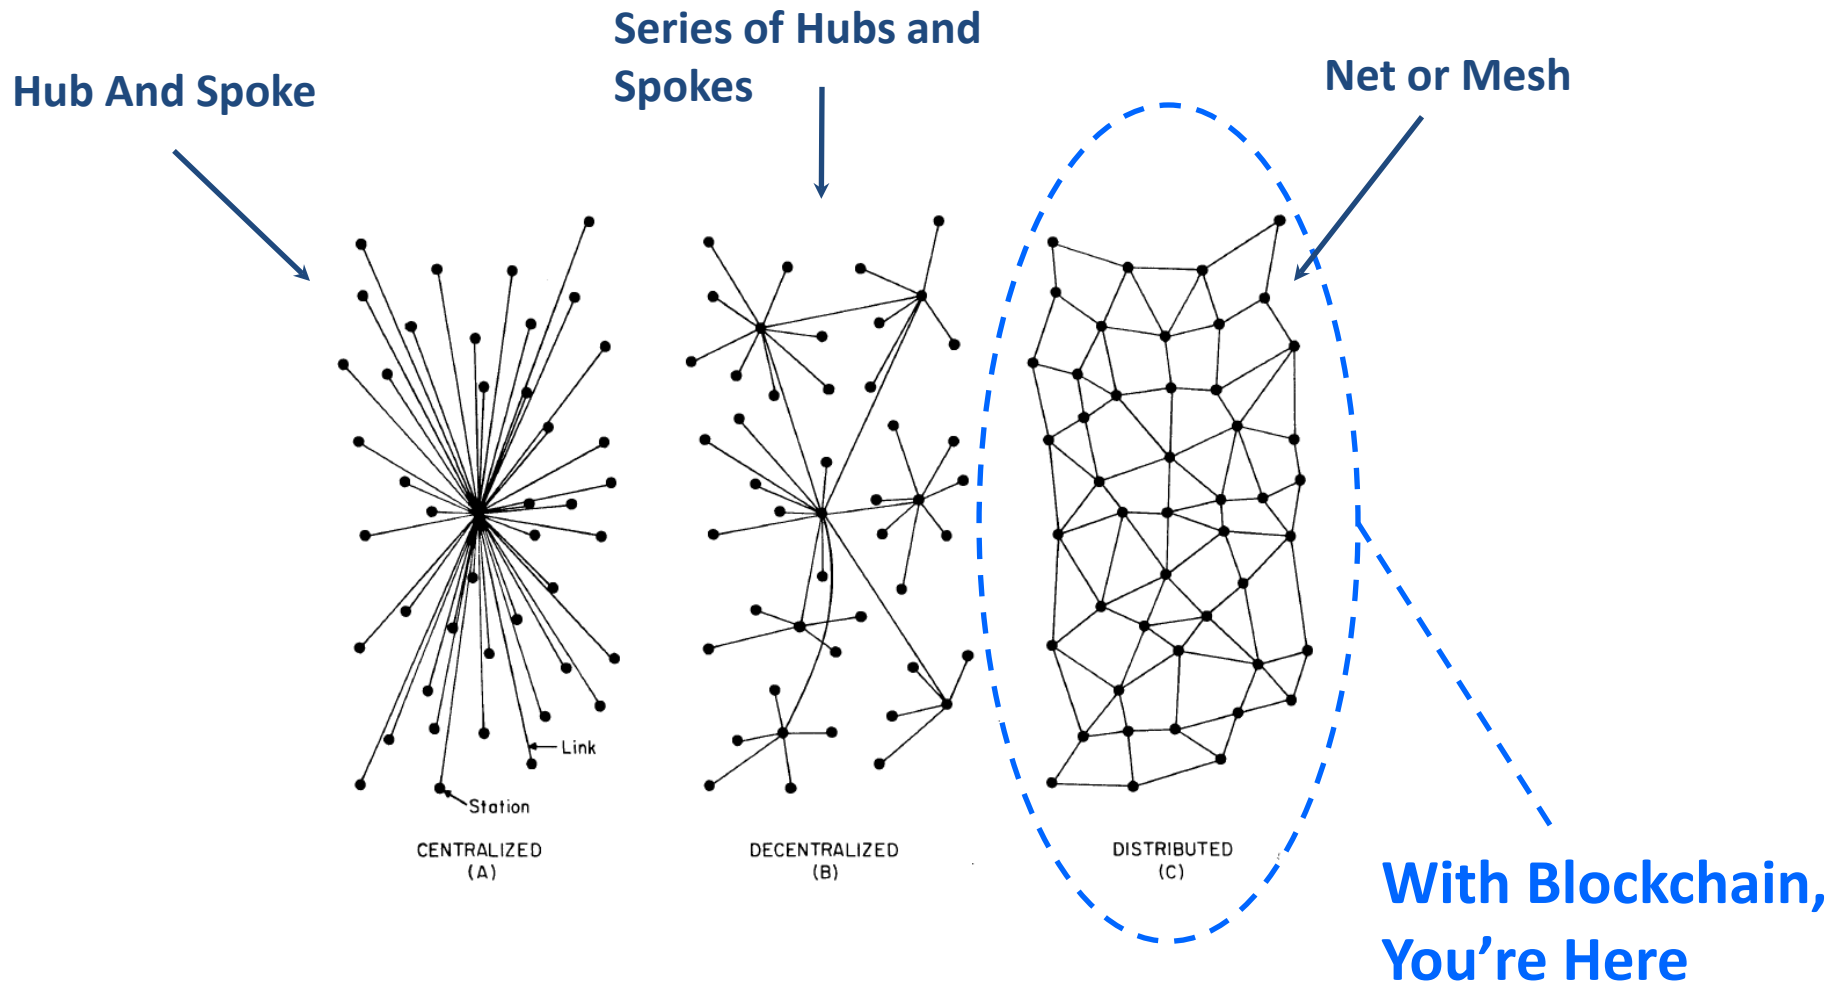 Series of Hubs and
Spokes
Hub And Spoke
Net or Mesh
Link
Station
CENTRALIZED
(A)
DECENTRALIZED
(B)
DISTRIBUTED
(C)
With Blockchain,
You’re Here